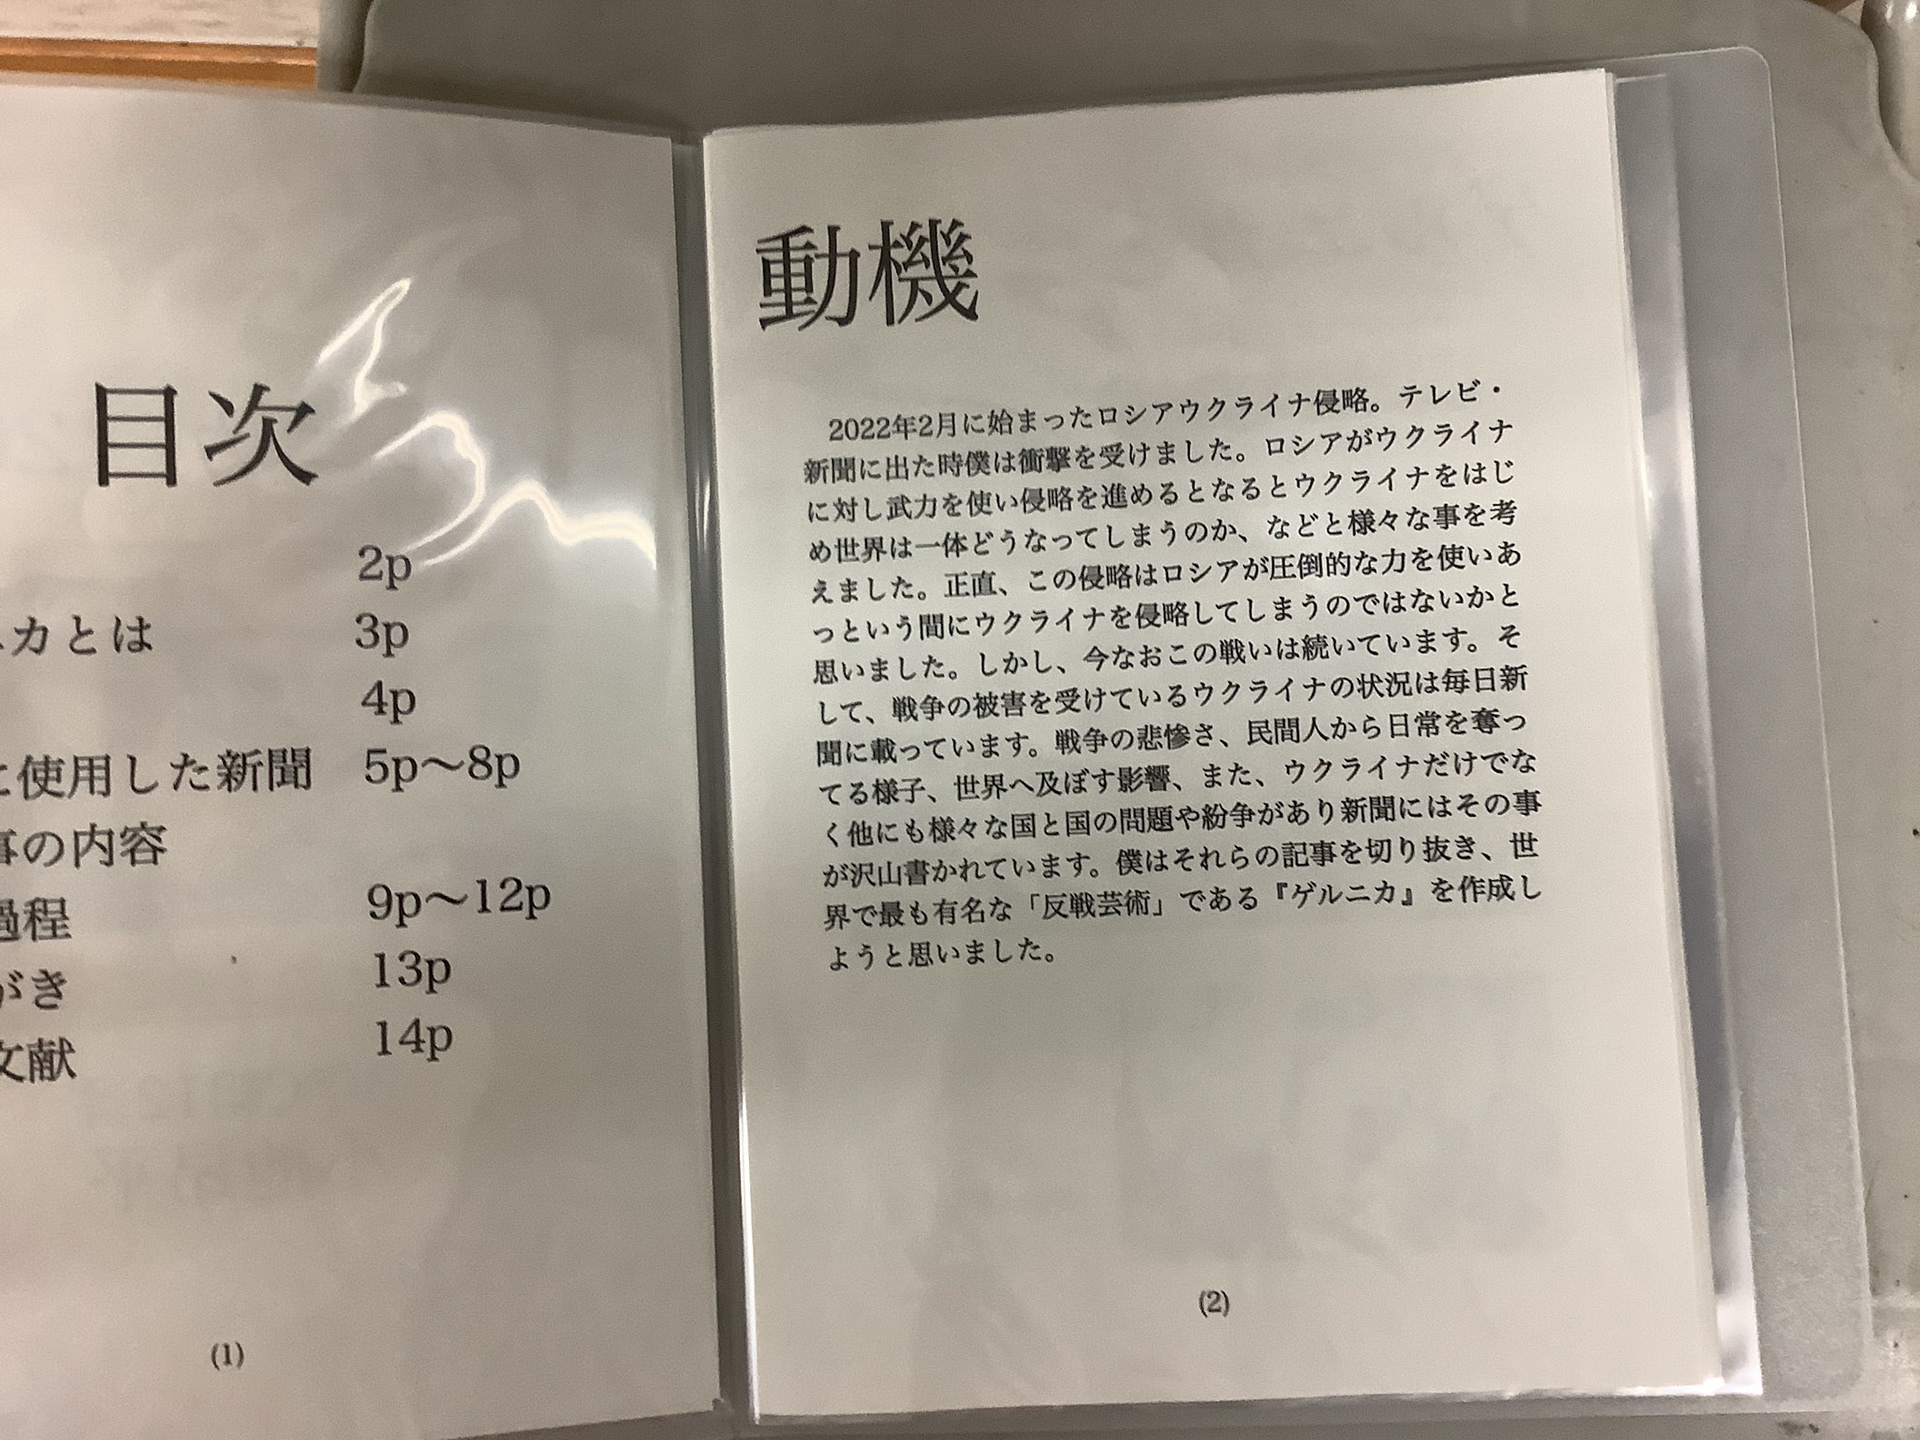 目次
2p
カとは 3p
4p
使用した新聞 5p〜8p
の内容
過程 9p〜12p
がき 13p
文献 14p
(1)
動機
2022年2月に始まったロシアウクライナ侵略。テレビ・
新聞に出た時僕は衝撃を受けました。ロシアがウクライナ
に対し武力を使い侵略を進めるとなるとウクライナをはじ
め世界は一体どうなってしまうのか、などと様々な事を考
えました。正直、この侵略はロシアが圧倒的な力を使いあ
っという間にウクライナを侵略してしまうのではないかと
思いました。しかし、今なおこの戦いは続いています。そ
して、戦争の被害を受けているウクライナの状況は毎日新
聞に載っています。戦争の悲惨さ、民間人から日常を奪っ
てる様子、世界へ及ぼす影響、また、ウクライナだけでな
く他にも様々な国と国の問題や紛争があり新聞にはその事
が沢山書かれています。僕はそれらの記事を切り抜き、世
界で最も有名な「反戦芸術」である『ゲルニカ』を作成し
ようと思いました。
(2)